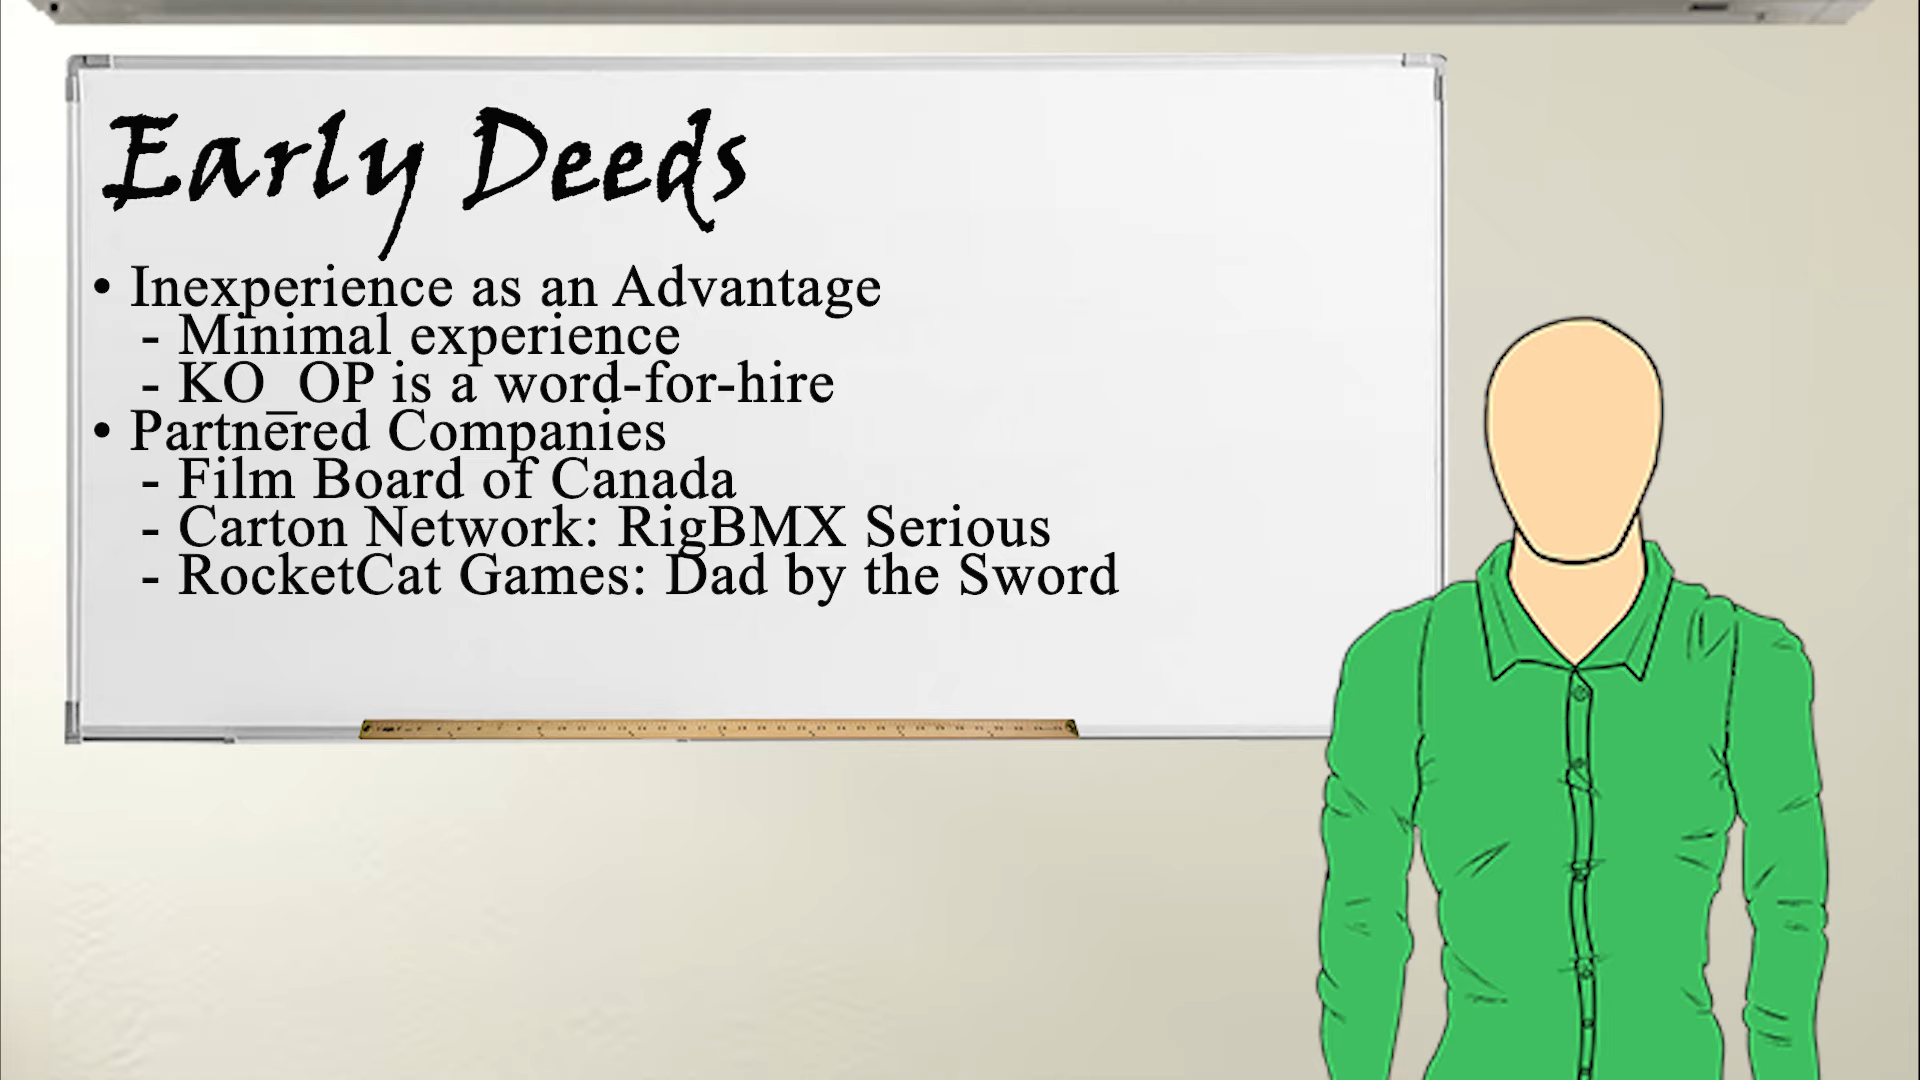 Early Deeds
• Inexperience as an Advantage
- Minimal experience
- KO_OP is a word-for-hire
• Partnered Companies
- Film Board of Canada
- Carton Network: RigBMX Serious
- RocketCat Games: Dad by the Sword